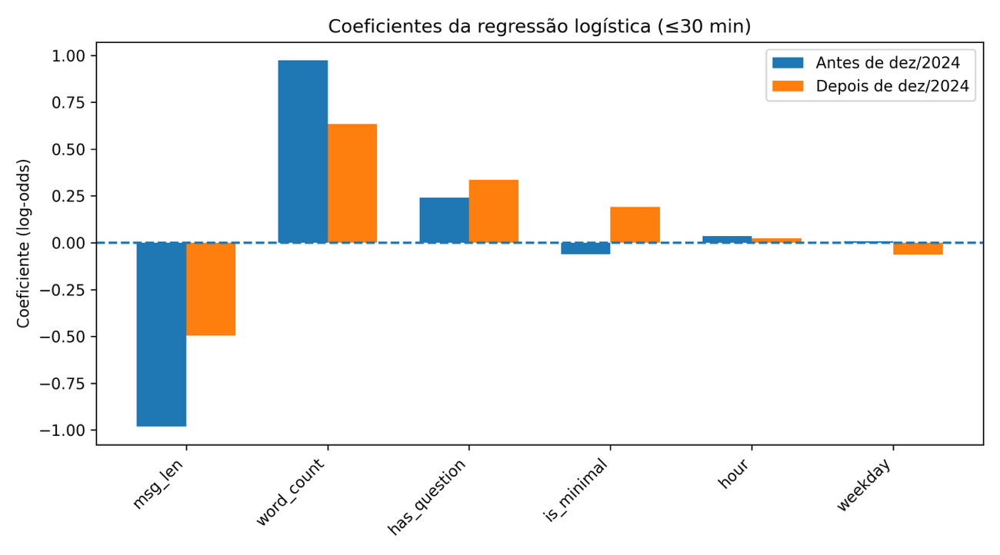 Coeficientes da regressão logística (≤30 min)
Antes de dez/2024
Depois de dez/2024
Coeficiente (log-odds)
1.00
0.75
0.50
0.25
0.00
−0.25
−0.50
−0.75
−1.00
msg_len
word_count
has_question
is_minimal
hour
weekday